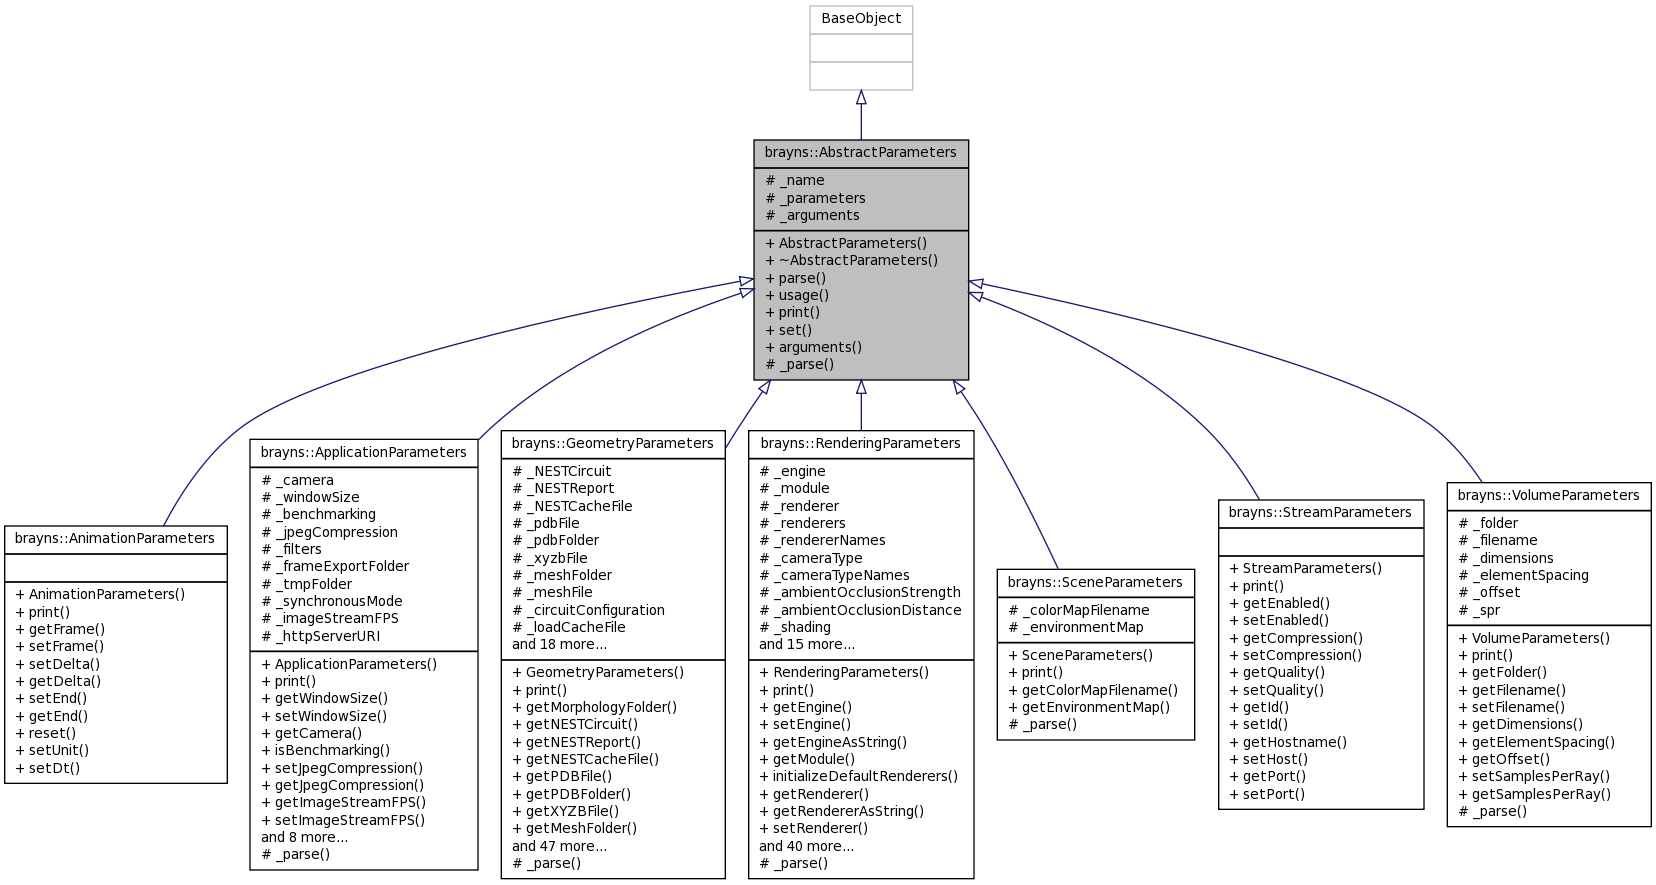 BaseObject
brayns::AbstractParameters
# _name
# _parameters
# _arguments
+ AbstractParameters()
+ ~AbstractParameters()
+ parse()
+ usage()
+ print()
+ set()
+ arguments()
# _parse()
brayns::AnimationParameters
+ AnimationParameters()
+ print()
+ getFrame()
+ setFrame()
+ setDelta()
+ getDelta()
+ setEnd()
+ getEnd()
+ reset()
+ setUnit()
+ setDt()
brayns::ApplicationParameters
# _camera
# _windowSize
# _benchmarking
# _jpegCompression
# _filters
# _frameExportFolder
# _tmpFolder
# _synchronousMode
# _imageStreamFPS
# _httpServerURI
+ ApplicationParameters()
+ print()
+ getWindowSize()
+ setWindowSize()
+ getCamera()
+ isBenchmarking()
+ setJpegCompression()
+ getJpegCompression()
+ getImageStreamFPS()
+ setImageStreamFPS()
and 8 more...
# _parse()
brayns::GeometryParameters
# _NESTCircuit
# _NESTReport
# _NESTCacheFile
# _pdbFile
# _pdbFolder
# _xyzbFile
# _meshFolder
# _meshFile
# _circuitConfiguration
# _loadCacheFile
and 18 more...
+ GeometryParameters()
+ print()
+ getMorphologyFolder()
+ getNESTCircuit()
+ getNESTReport()
+ getNESTCacheFile()
+ getPDBFile()
+ getPDBFolder()
+ getXYZBFile()
+ getMeshFolder()
and 47 more...
# _parse()
brayns::RenderingParameters
# _engine
# _module
# _renderer
# _renderers
# _rendererNames
# _cameraType
# _cameraTypeNames
# _ambientOcclusionStrength
# _ambientOcclusionDistance
# _shading
and 15 more...
+ RenderingParameters()
+ print()
+ getEngine()
+ setEngine()
+ getEngineAsString()
+ getModule()
+ initializeDefaultRenderers()
+ getRenderer()
+ getRendererAsString()
+ setRenderer()
and 40 more...
# _parse()
brayns::SceneParameters
# _colorMapFilename
# _environmentMap
+ SceneParameters()
+ print()
+ getColorMapFilename()
+ getEnvironmentMap()
# _parse()
brayns::StreamParameters
+ StreamParameters()
+ print()
+ getEnabled()
+ setEnabled()
+ getCompression()
+ setCompression()
+ getQuality()
+ setQuality()
+ getId()
+ setId()
+ getHostname()
+ setHost()
+ getPort()
+ setPort()
brayns::VolumeParameters
# _folder
# _filename
# _dimensions
# _elementSpacing
# _offset
# _spr
+ VolumeParameters()
+ print()
+ getFolder()
+ getFilename()
+ setFilename()
+ getDimensions()
+ getElementSpacing()
+ getOffset()
+ setSamplesPerRay()
+ getSamplesPerRay()
# _parse()